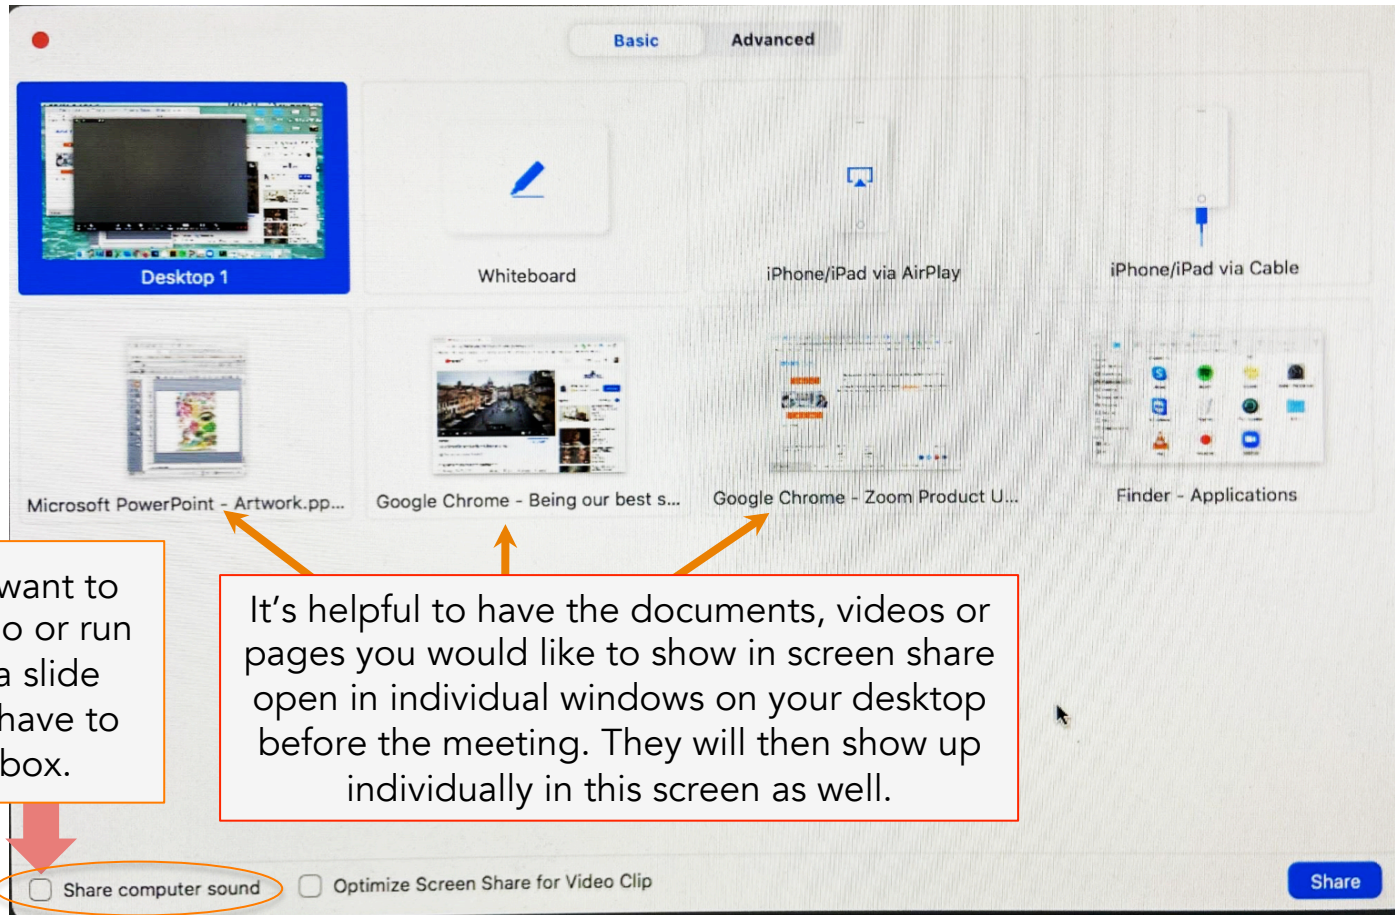 Basic Advanced
Desktop 1
Whiteboard
iPhone/iPad via AirPlay
iPhone/iPad via Cable
Microsoft PowerPoint - Artwork.pp...
Google Chrome - Being our best s...
Google Chrome - Zoom Product U...
Finder - Applications
want to
o or run
a slide
have to
box.
It's helpful to have the documents, videos or
pages you would like to show in screen share
open in individual windows on your desktop
before the meeting. They will then show up
individually in this screen as well.
Share computer sound
Optimize Screen Share for Video Clip
Share